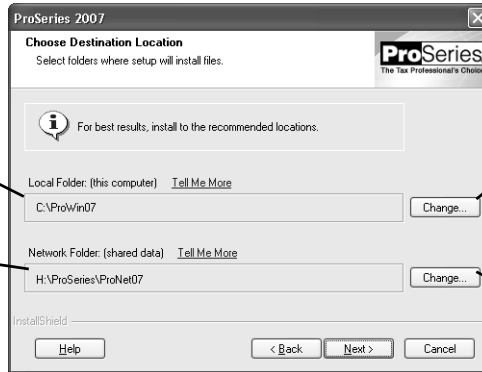 ProSeries 2007
Choose Destination Location
Select folders where setup will install files.
ProSeries
The Tax Professional's Choice
For best results, install to the recommended locations.
Local Folder: (this computer) Tell Me More
C:\ProWin07
Change...
Network Folder: (shared data) Tell Me More
H:\ProSeries\ProNet07
Change...
InstallShield
Help
< Back
Next >
Cancel